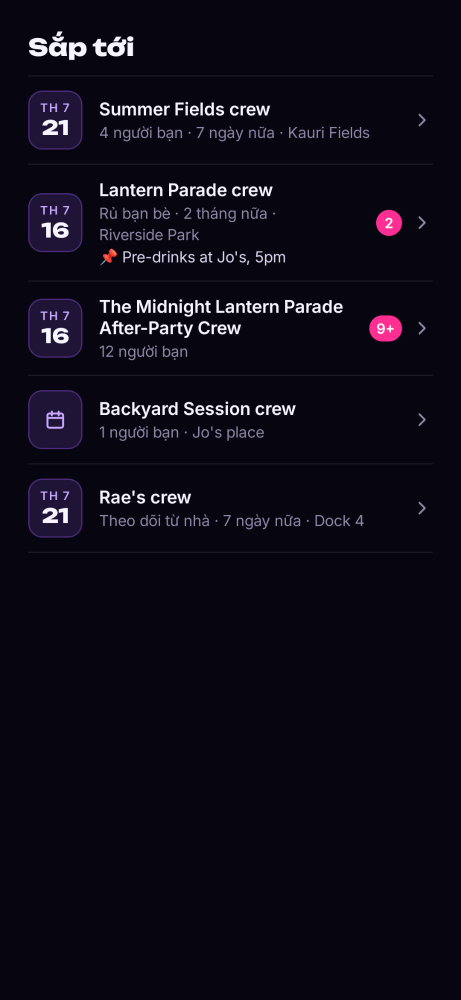 Sắp tới
TH 7
21
Summer Fields crew
4 người bạn · 7 ngày nữa · Kauri Fields
TH 7
16
Lantern Parade crew
Rủ bạn bè · 2 tháng nữa ·
Riverside Park
📌 Pre-drinks at Jo's, 5pm
2
TH 7
16
The Midnight Lantern Parade
After-Party Crew
12 người bạn
9+
Backyard Session crew
1 người bạn · Jo's place
TH 7
21
Rae's crew
Theo dõi từ nhà · 7 ngày nữa · Dock 4